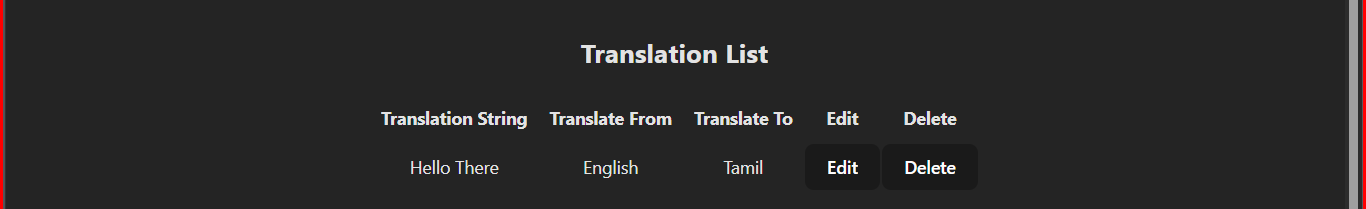 Translation List
Translation String Translate From Translate To Edit Delete
Hello There English Tamil Edit Delete